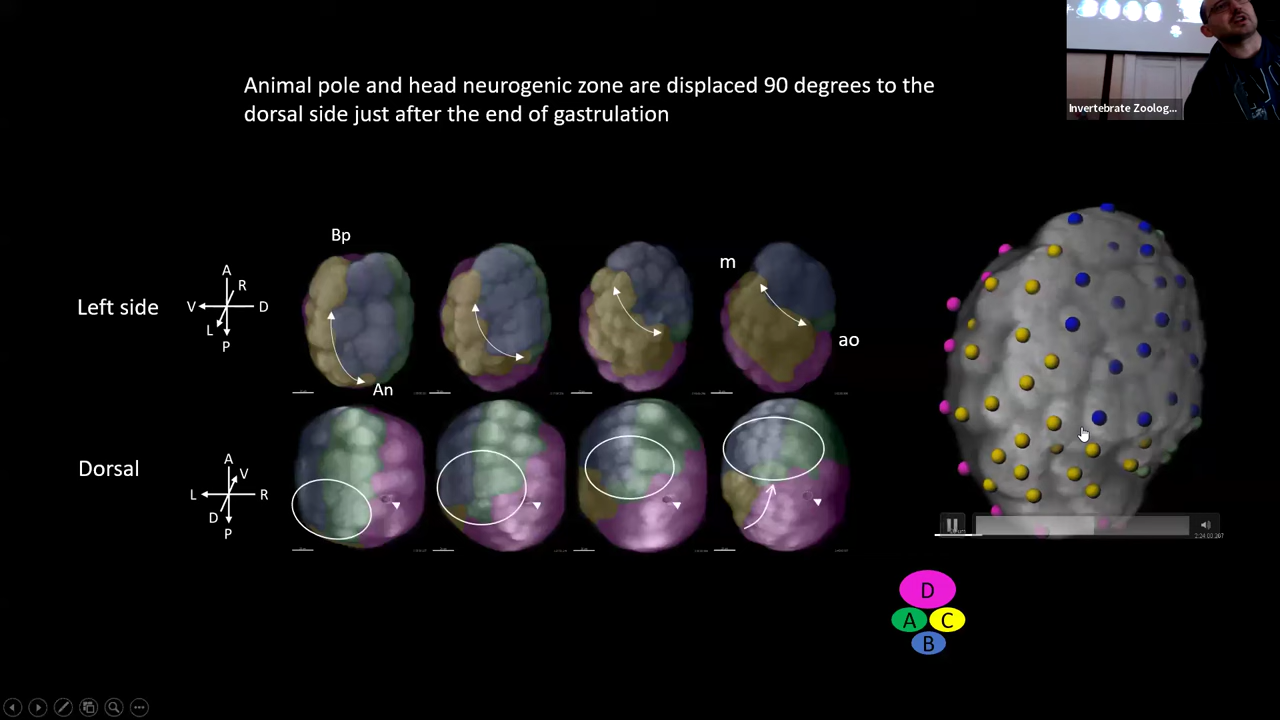 Invertebrate Zoolog...
Animal pole and head neurogenic zone are displaced 90 degrees to the
dorsal side just after the end of gastrulation
Bp
m
Left side
A
R
V
D
L
P
ao
An
Dorsal
A
V
L
R
D
P
D
A
C
B